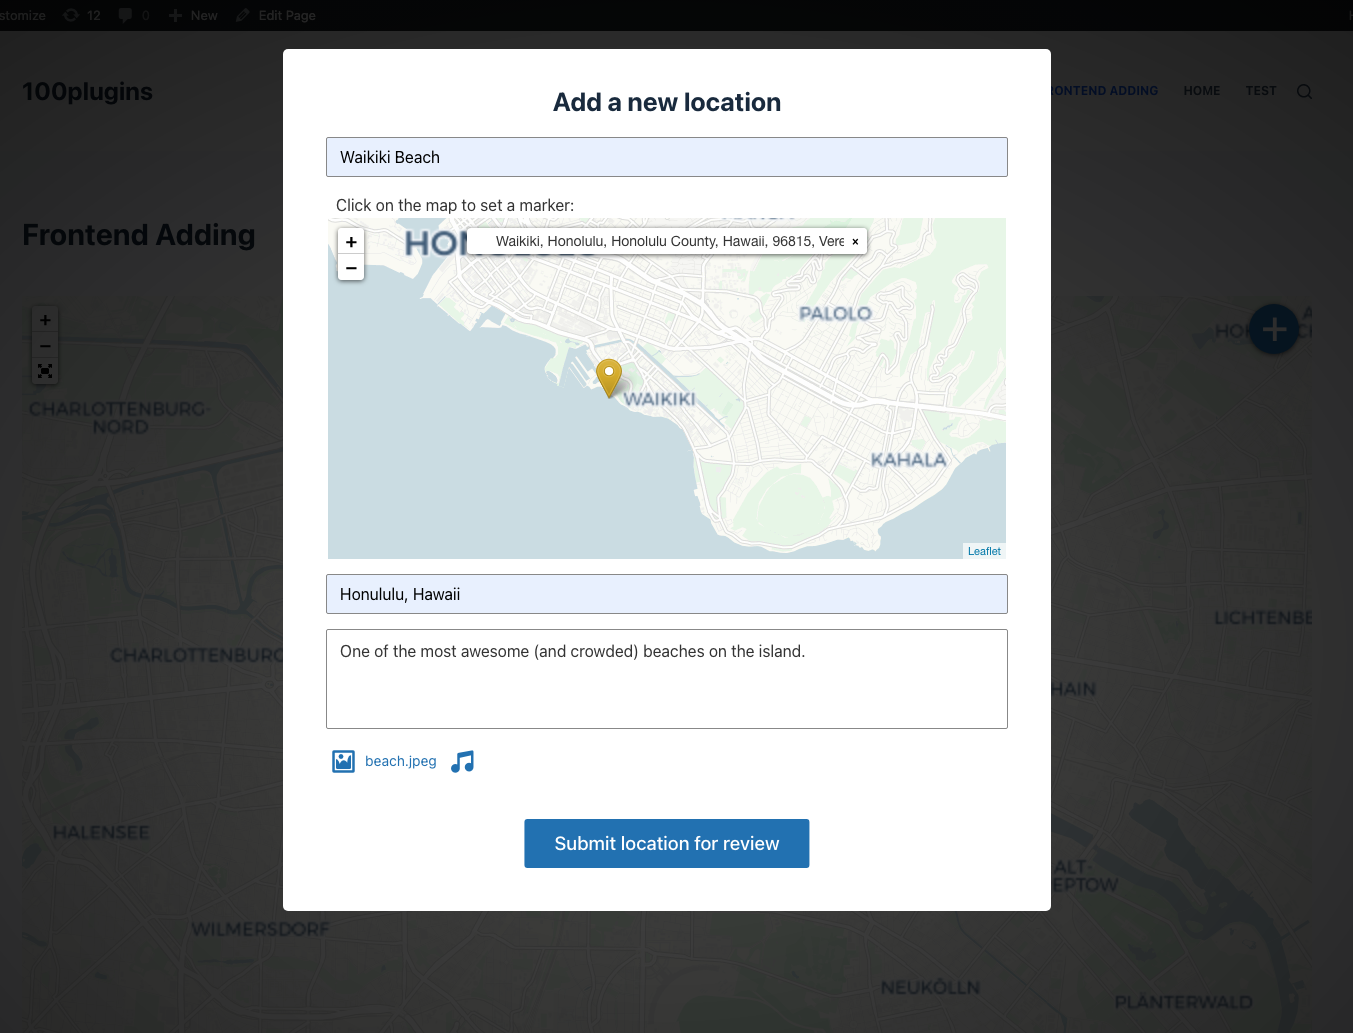 stomize 12 0 + New Edit Page
100plugins
RONTEND ADDING HOME TEST
Frontend Adding
Add a new location
Waikiki Beach
Click on the map to set a marker:
+
−
Waikiki, Honolulu, Honolulu County, Hawaii, 96815, Vere ×
PALOLO
WAIKIKI
KAHALA
Leaflet
Honululu, Hawaii
One of the most awesome (and crowded) beaches on the island.
beach.jpeg
Submit location for review
+
−
CHARLOTTENBURG-
NORD
CHARLOTTENBURG
HALENSEE
WILMERSDORF
+
LICHTENBE
HAIN
ALT-
EPTOW
NEUKÖLLN
PLÄNTERWALD